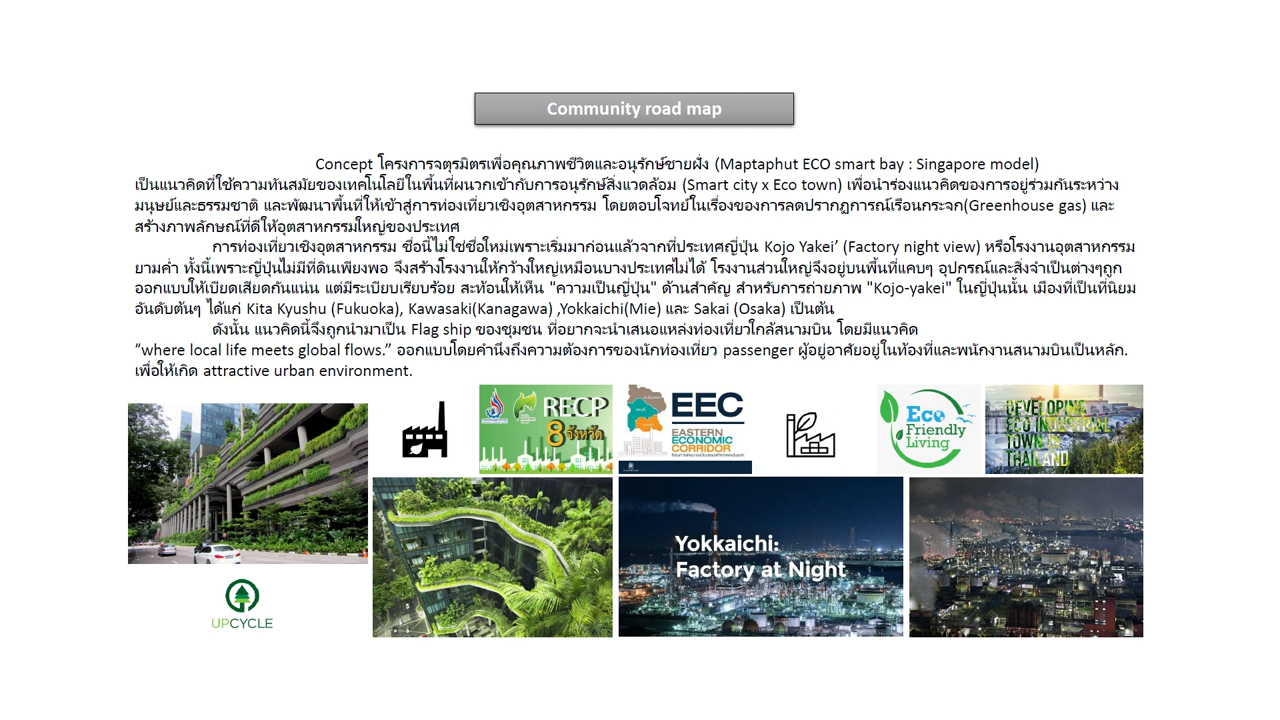 Community road map
Concept โครงการจตุรมิตรเพื่อคุณภาพชีวิตและอนุรักษ์ชายฝั่ง (Maptaphut ECO smart bay : Singapore model)
เป็นแนวคิดที่ใช้ความทันสมัยของเทคโนโลยีในพื้นที่ผนวกเข้ากับการอนุรักษ์สิ่งแวดล้อม (Smart city x Eco town) เพื่อนำร่องแนวคิดของการอยู่ร่วมกันระหว่าง
มนุษย์และธรรมชาติ และพัฒนาพื้นที่ให้เข้าสู่การท่องเที่ยวเชิงอุตสาหกรรม โดยตอบโจทย์ในเรื่องของการลดปรากฏการณ์เรือนกระจก(Greenhouse gas) และ
สร้างภาพลักษณ์ที่ดีให้อุตสาหกรรมใหญ่ของประเทศ
การท่องเที่ยวเชิงอุตสาหกรรม ชื่อนี้ไม่ใช่ชื่อใหม่เพราะเริ่มมาก่อนแล้วจากที่ประเทศญี่ปุ่น Kojo Yakei’ (Factory night view) หรือโรงงานอุตสาหกรรม
ยามค่ำ ทั้งนี้เพราะญี่ปุ่นไม่มีที่ดินเพียงพอ จึงสร้างโรงงานให้กว้างใหญ่เหมือนบางประเทศไม่ได้ โรงงานส่วนใหญ่จึงอยู่บนพื้นที่แคบๆ อุปกรณ์และสิ่งจำเป็นต่างๆถูก
ออกแบบให้เบียดเสียดกันแน่น แต่มีระเบียบเรียบร้อย สะท้อนให้เห็น "ความเป็นญี่ปุ่น" ด้านสำคัญ สำหรับการถ่ายภาพ "Kojo-yakei" ในญี่ปุ่นนั้น เมืองที่เป็นที่นิยม
อันดับต้นๆ ได้แก่ Kita Kyushu (Fukuoka), Kawasaki(Kanagawa) ,Yokkaichi(Mie) และ Sakai (Osaka) เป็นต้น
ดังนั้น แนวคิดนี้จึงถูกนำมาเป็น Flag ship ของชุมชน ที่อยากจะนำเสนอแหล่งท่องเที่ยวใกล้สนามบิน โดยมีแนวคิด
“where local life meets global flows.” ออกแบบโดยคำนึงถึงความต้องการของนักท่องเที่ยว passenger ผู้อยู่อาศัยอยู่ในท้องที่และพนักงานสนามบินเป็นหลัก.
เพื่อให้เกิด attractive urban environment.
RECP
8 จังหวัด
EEC
EASTERN
ECONOMIC
CORRIDOR
Eco
Friendly
Living
DEVELOPING
ECO INDUSTRIAL
TOWN IN
THAILAND
Yokkaichi:
Factory at Night
UPCYCLE